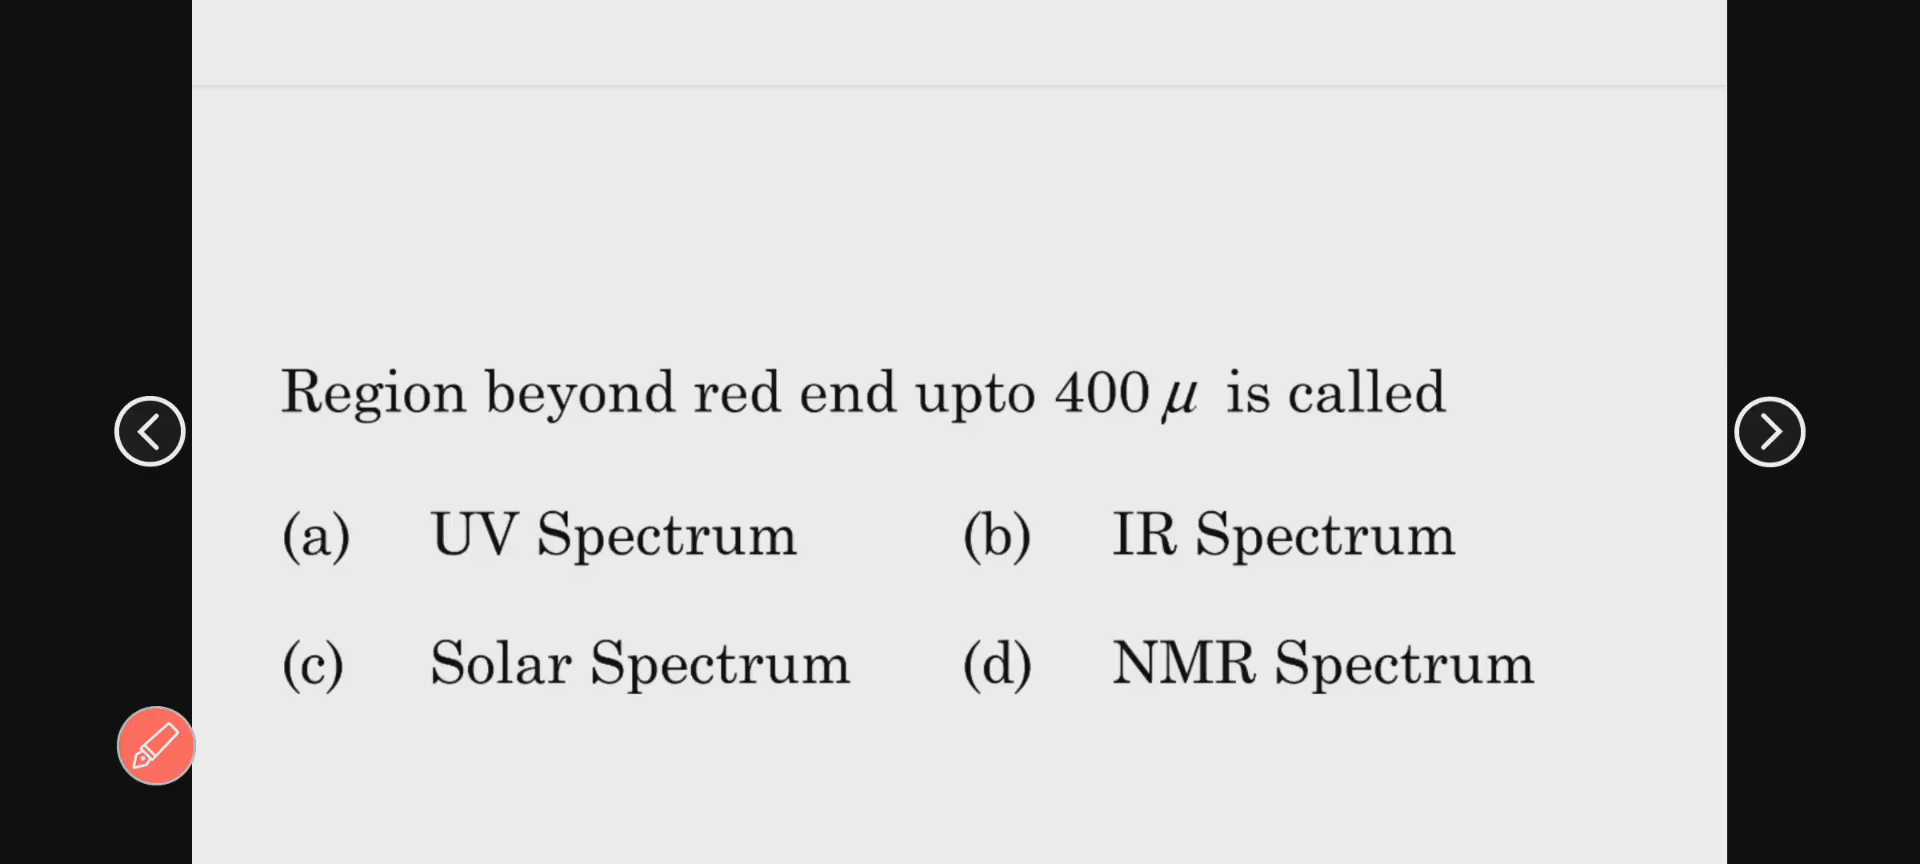 Region beyond red end upto 400 μ is called
(a) UV Spectrum (b) IR Spectrum
(c) Solar Spectrum (d) NMR Spectrum